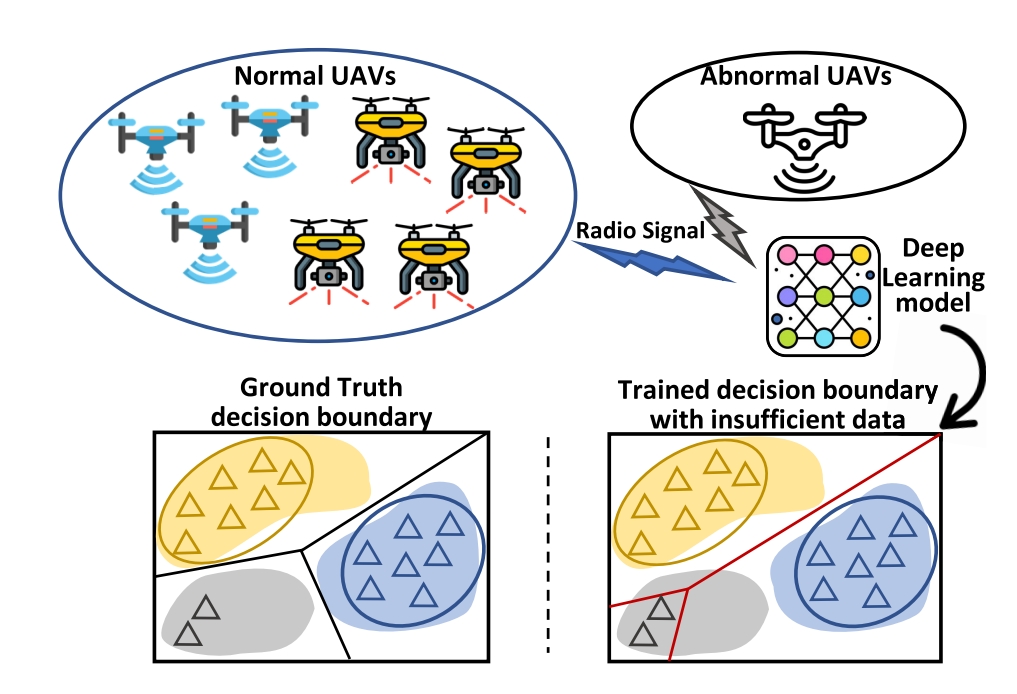 Normal UAVs
Abnormal UAVs
Radio Signal
Deep
Learning
model
Ground Truth
decision boundary
Trained decision boundary
with insufficient data